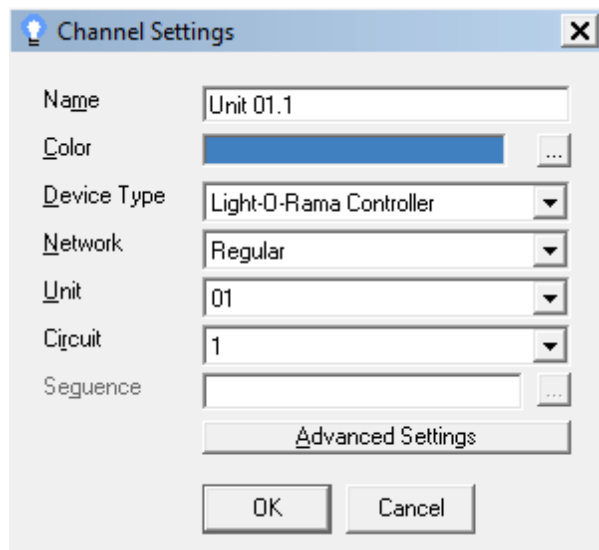 Channel Settings
Name Unit 01.1
Color ...
Device Type Light-O-Rama Controller
Network Regular
Unit 01
Circuit 1
Seguence ...
Advanced Settings
OK Cancel